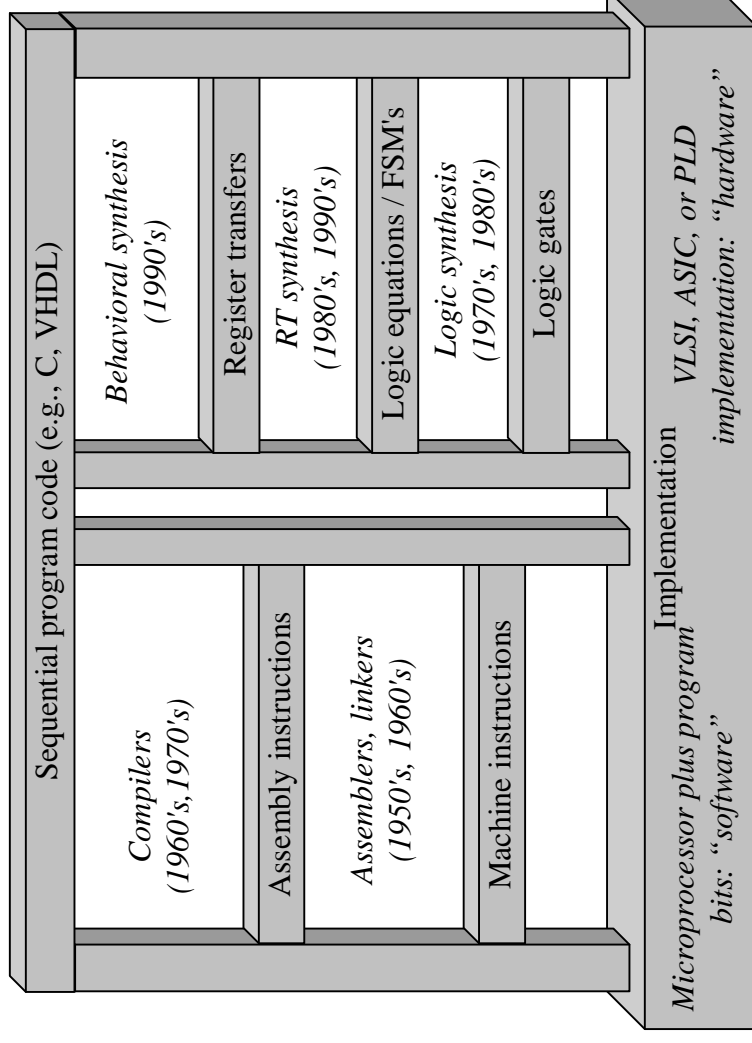 Sequential program code (e.g., C, VHDL)
Compilers
(1960's,1970's)
Assembly instructions
Assemblers, linkers
(1950's, 1960's)
Machine instructions
Behavioral synthesis
(1990's)
Register transfers
RT synthesis
(1980's, 1990's)
Logic equations / FSM's
Logic synthesis
(1970's, 1980's)
Logic gates
Implementation
Microprocessor plus program
bits: “software”
VLSI, ASIC, or PLD
implementation: “hardware”